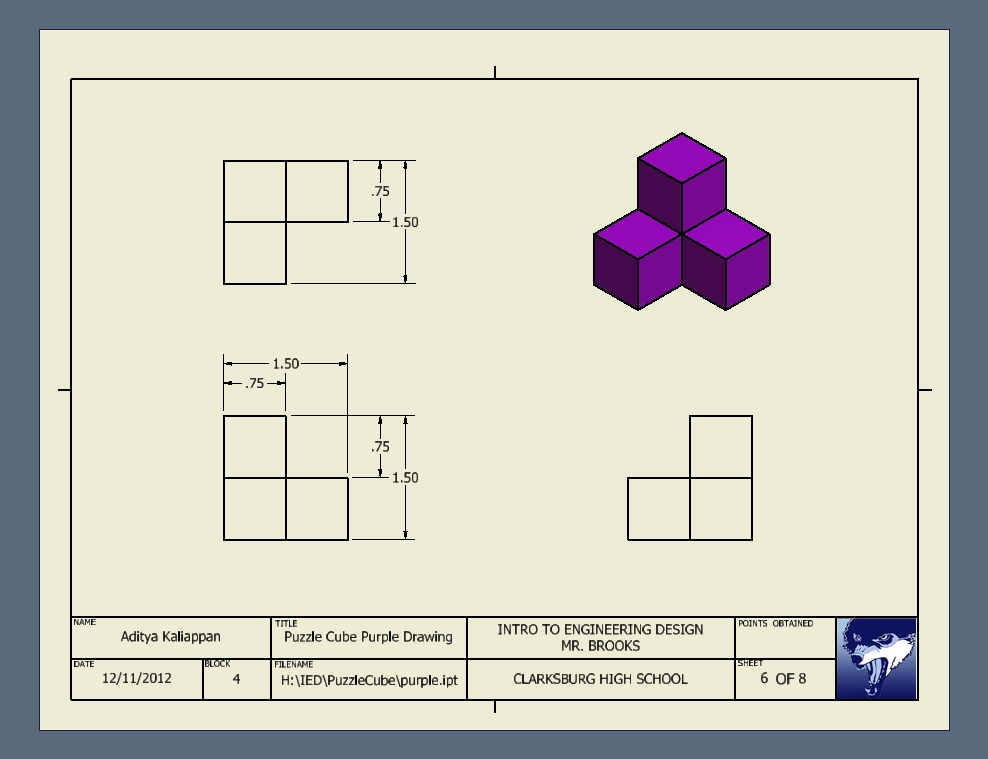 .75
1.50
1.50
.75
.75
1.50
NAME
Aditya Kaliappan
TITLE
Puzzle Cube Purple Drawing
INTRO TO ENGINEERING DESIGN
MR. BROOKS
POINTS OBTAINED
DATE
12/11/2012
BLOCK
4
FILENAME
H:\IED\PuzzleCube\purple.ipt
CLARKSBURG HIGH SCHOOL
SHEET
6 OF 8